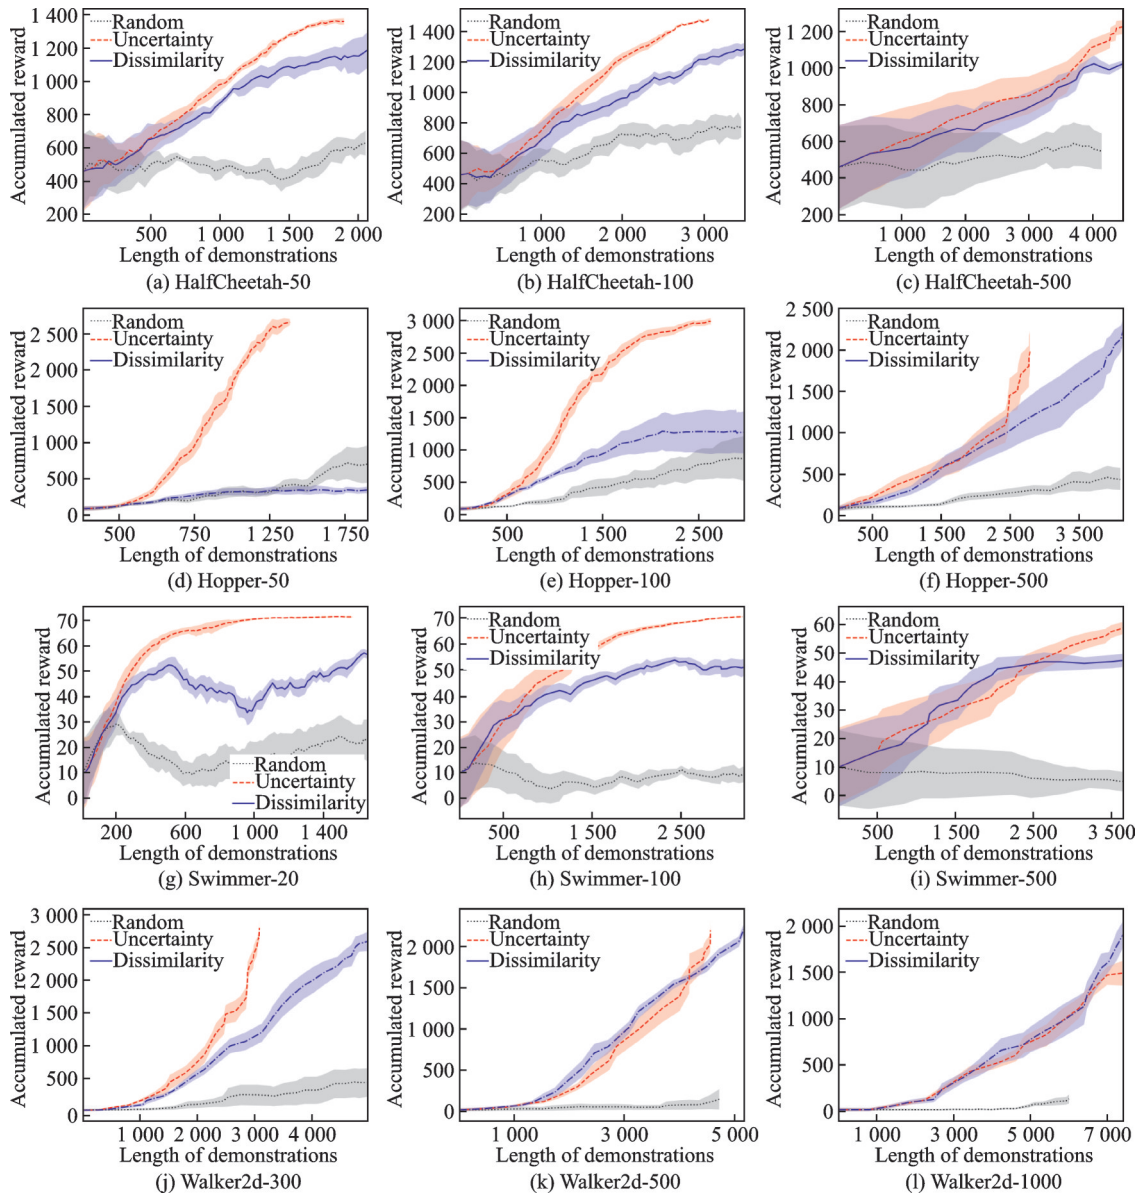 Accumulated reward
1 400
1 200
1 000
800
600
400
200
Random
Uncertainty
Dissimilarity
500 1 000 1 500 2 000
Length of demonstrations
(a) HalfCheetah-50
Accumulated reward
1 400
1 200
1 000
800
600
400
200
Random
Uncertainty
Dissimilarity
1 000 2 000 3 000
Length of demonstrations
(b) HalfCheetah-100
Accumulated reward
1 200
1 000
800
600
400
200
Random
Uncertainty
Dissimilarity
1 000 2 000 3 000 4 000
Length of demonstrations
(c) HalfCheetah-500
Accumulated reward
2 500
2 000
1 500
1 000
500
0
Random
Uncertainty
Dissimilarity
500 750 1 250 1 750
Length of demonstrations
(d) Hopper-50
Accumulated reward
3 000
2 500
2 000
1 500
1 000
500
0
Random
Uncertainty
Dissimilarity
500 1 500 2 500
Length of demonstrations
(e) Hopper-100
Accumulated reward
2 500
2 000
1 500
1 000
500
0
Random
Uncertainty
Dissimilarity
500 1 500 2 500 3 500
Length of demonstrations
(f) Hopper-500
Accumulated reward
70
60
50
40
30
20
10
0
Random
Uncertainty
Dissimilarity
200 600 1 000 1 400
Length of demonstrations
(g) Swimmer-20
Accumulated reward
70
60
50
40
30
20
10
0
Random
Uncertainty
Dissimilarity
500 1 500 2 500
Length of demonstrations
(h) Swimmer-100
Accumulated reward
60
50
40
30
20
10
0
Random
Uncertainty
Dissimilarity
500 1 500 2 500 3 500
Length of demonstrations
(i) Swimmer-500
Accumulated reward
3 000
2 500
2 000
1 500
1 000
500
0
Random
Uncertainty
Dissimilarity
1 000 2 000 3 000 4 000
Length of demonstrations
(j) Walker2d-300
Accumulated reward
2 000
1 500
1 000
500
0
Random
Uncertainty
Dissimilarity
1 000 3 000 5 000
Length of demonstrations
(k) Walker2d-500
Accumulated reward
2 000
1 500
1 000
500
0
Random
Uncertainty
Dissimilarity
1 000 3 000 5 000 7 000
Length of demonstrations
(l) Walker2d-1000